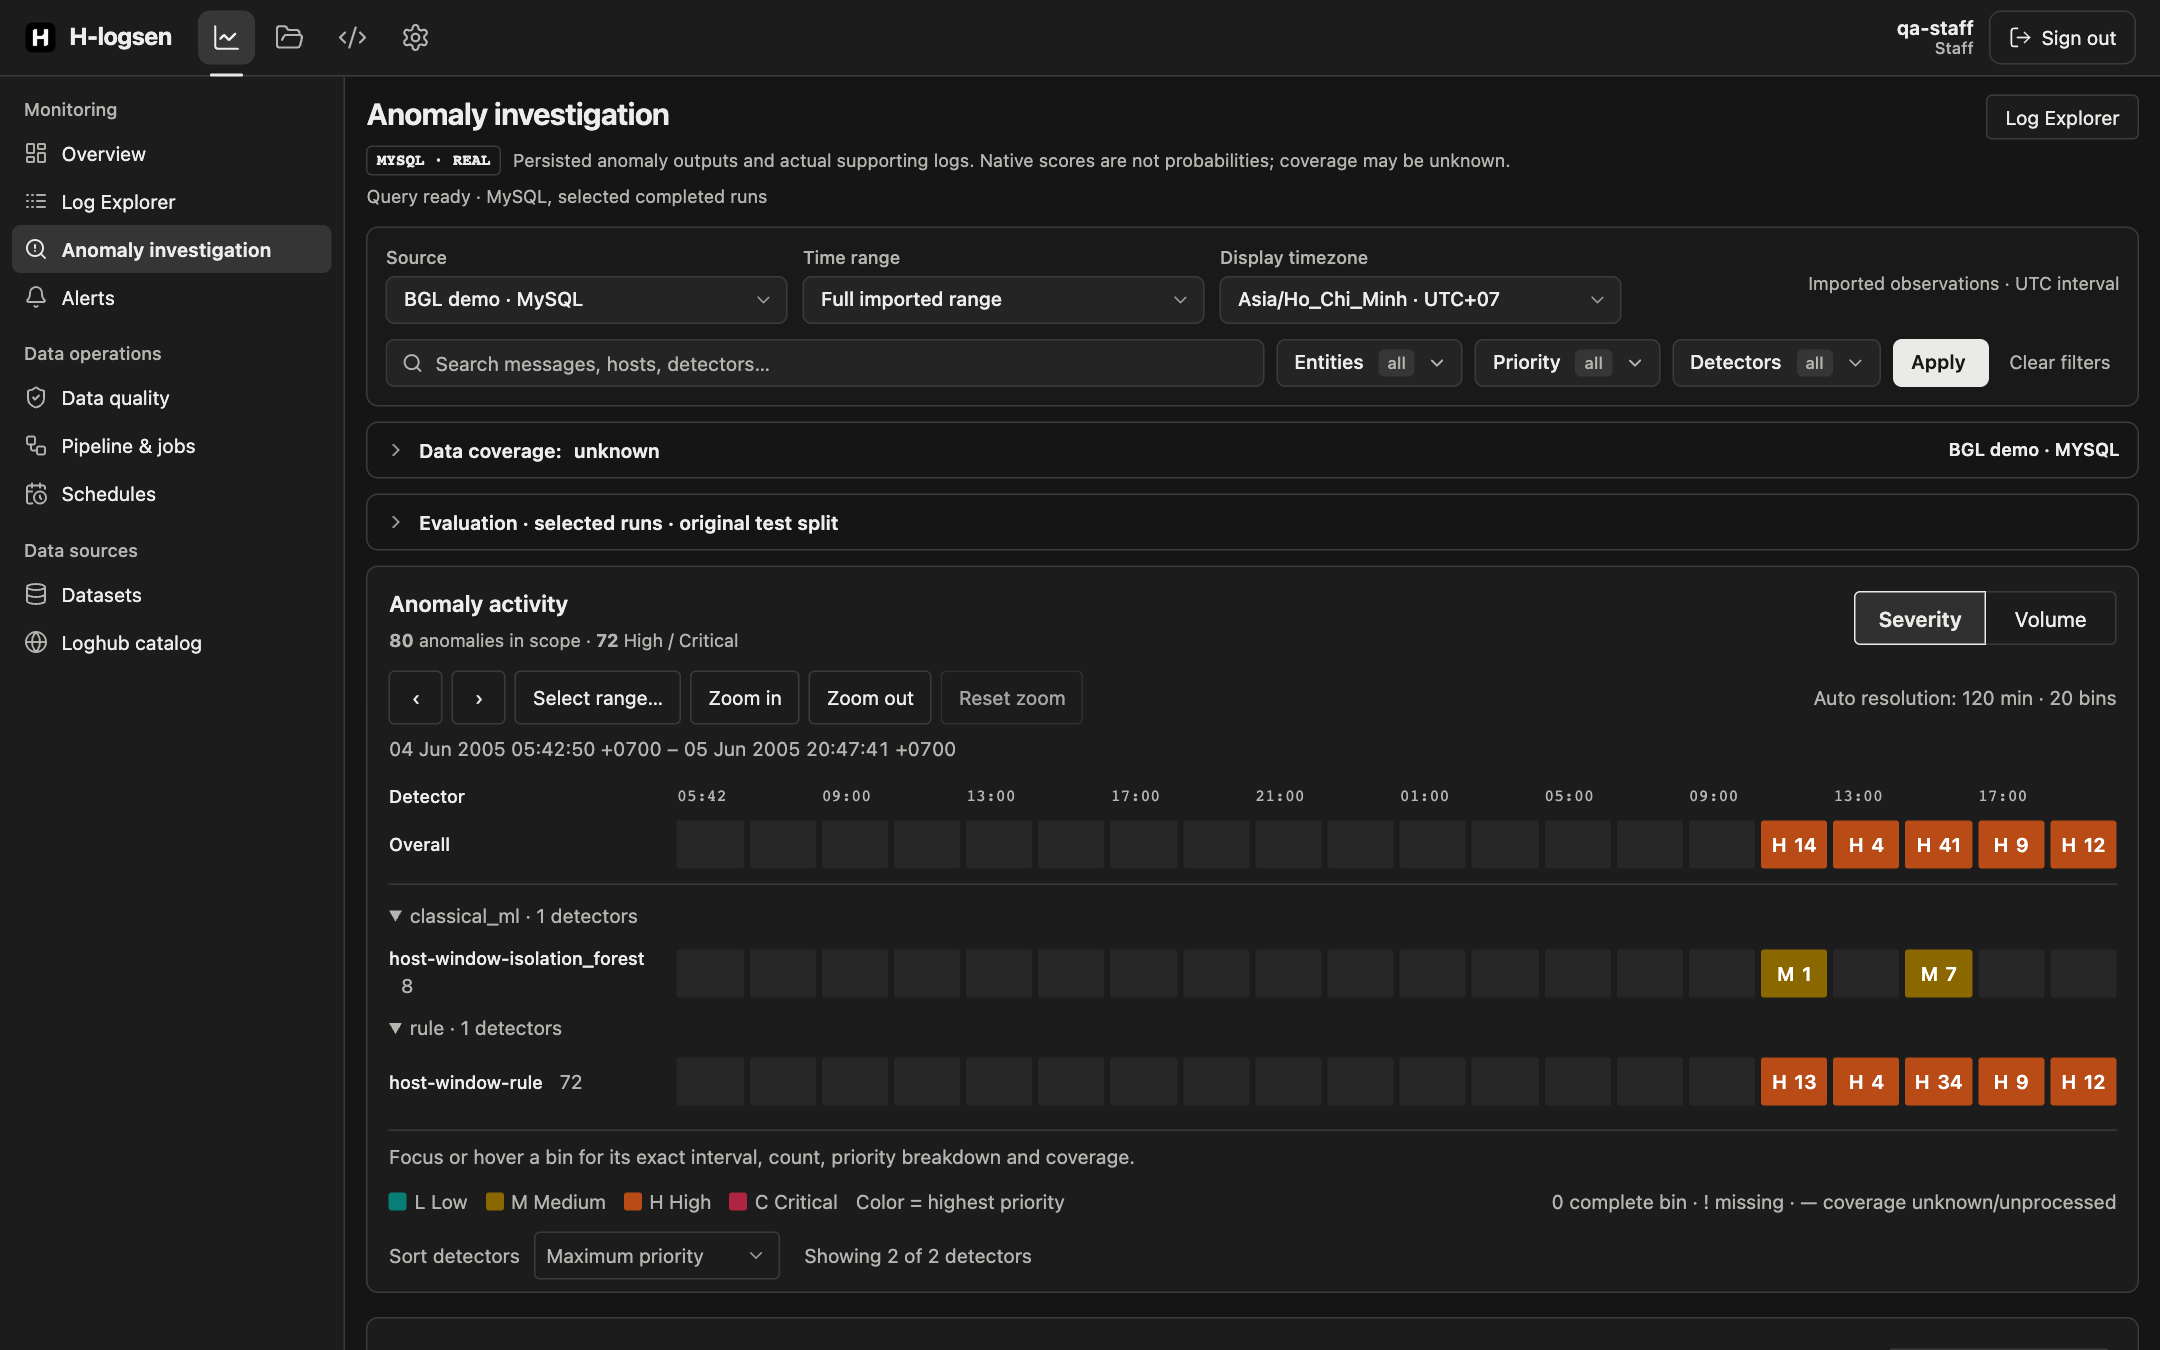 H-logsen
qa-staff
Staff
Sign out
Monitoring
Overview
Log Explorer
Anomaly investigation
Alerts
Data operations
Data quality
Pipeline & jobs
Schedules
Data sources
Datasets
Loghub catalog
Anomaly investigation
Log Explorer
MYSQL · REAL Persisted anomaly outputs and actual supporting logs. Native scores are not probabilities; coverage may be unknown.
Query ready · MySQL, selected completed runs
Source Time range Display timezone
BGL demo · MySQL Full imported range Asia/Ho_Chi_Minh · UTC+07
Imported observations · UTC interval
Search messages, hosts, detectors... Entities all Priority all Detectors all Apply Clear filters
Data coverage: unknown BGL demo · MYSQL
Evaluation · selected runs · original test split
Anomaly activity
80 anomalies in scope · 72 High / Critical
Severity Volume
‹ › Select range... Zoom in Zoom out Reset zoom Auto resolution: 120 min · 20 bins
04 Jun 2005 05:42:50 +0700 – 05 Jun 2005 20:47:41 +0700
Detector 05:42 09:00 13:00 17:00 21:00 01:00 05:00 09:00 13:00 17:00
Overall H 14 H 4 H 41 H 9 H 12
▼ classical_ml · 1 detectors
host-window-isolation_forest M 1 M 7
8
▼ rule · 1 detectors
host-window-rule 72 H 13 H 4 H 34 H 9 H 12
Focus or hover a bin for its exact interval, count, priority breakdown and coverage.
L Low M Medium H High C Critical Color = highest priority 0 complete bin · ! missing · — coverage unknown/unprocessed
Sort detectors Maximum priority Showing 2 of 2 detectors